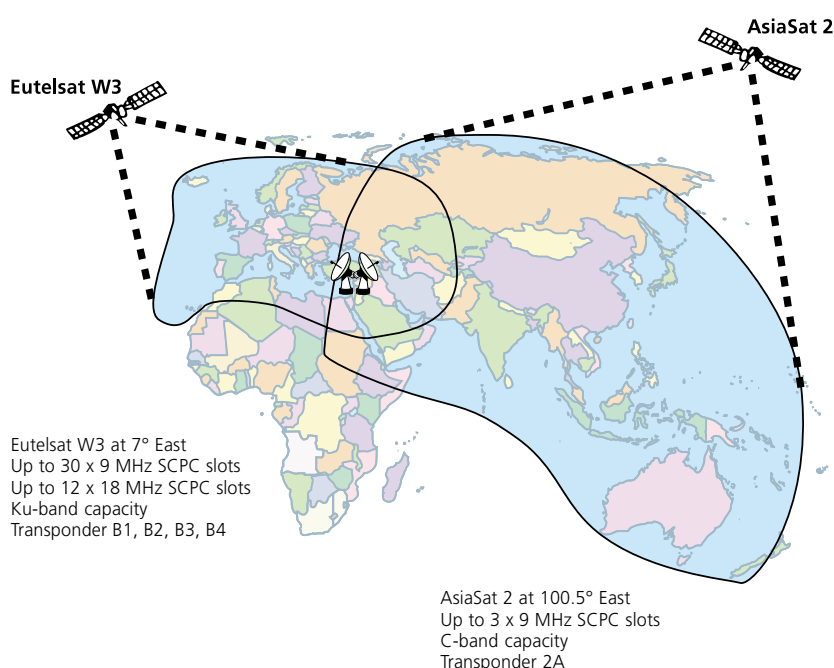 AsiaSat 2
Eutelsat W3
Eutelsat W3 at 7° East
Up to 30 x 9 MHz SCPC slots
Up to 12 x 18 MHz SCPC slots
Ku-band capacity
Transponder B1, B2, B3, B4
AsiaSat 2 at 100.5° East
Up to 3 x 9 MHz SCPC slots
C-band capacity
Transponder 2A